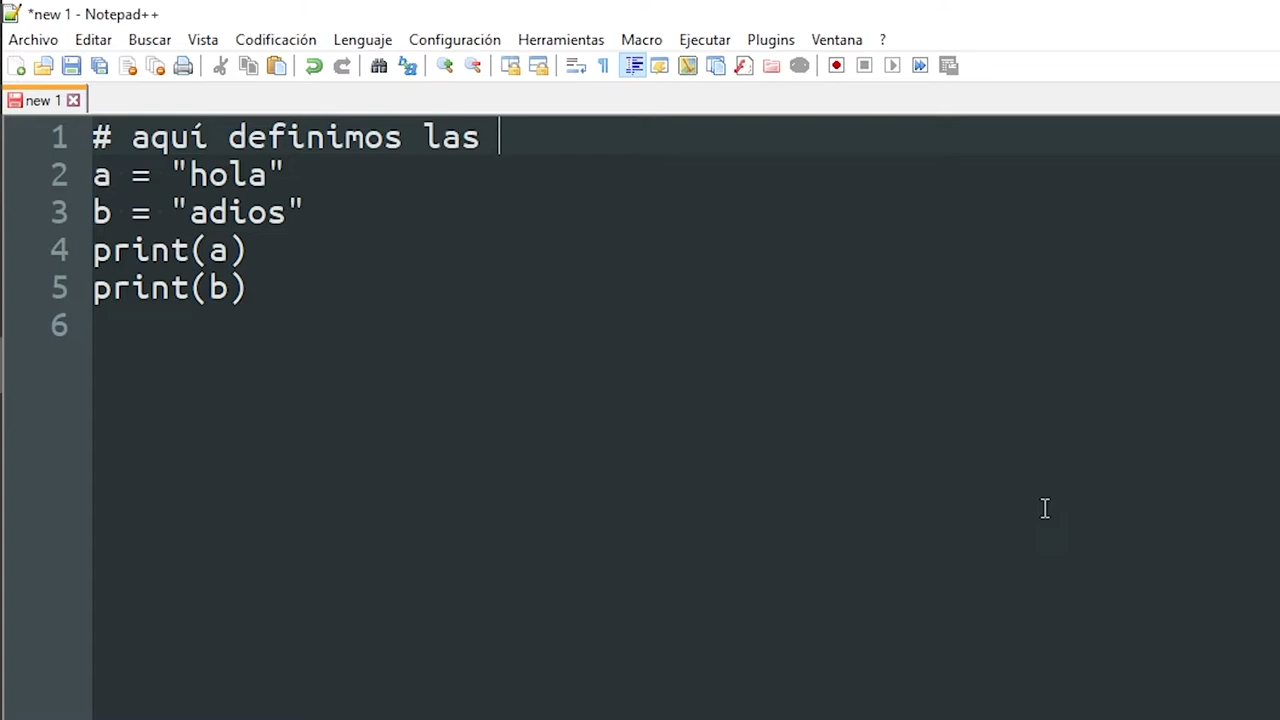 *new 1 - Notepad++
Archivo Editar Buscar Vista Codificación Lenguaje Configuración Herramientas Macro Ejecutar Plugins Ventana ?
new 1
1 # aquí definimos las
2 a = "hola"
3 b = "adios"
4 print(a)
5 print(b)
6